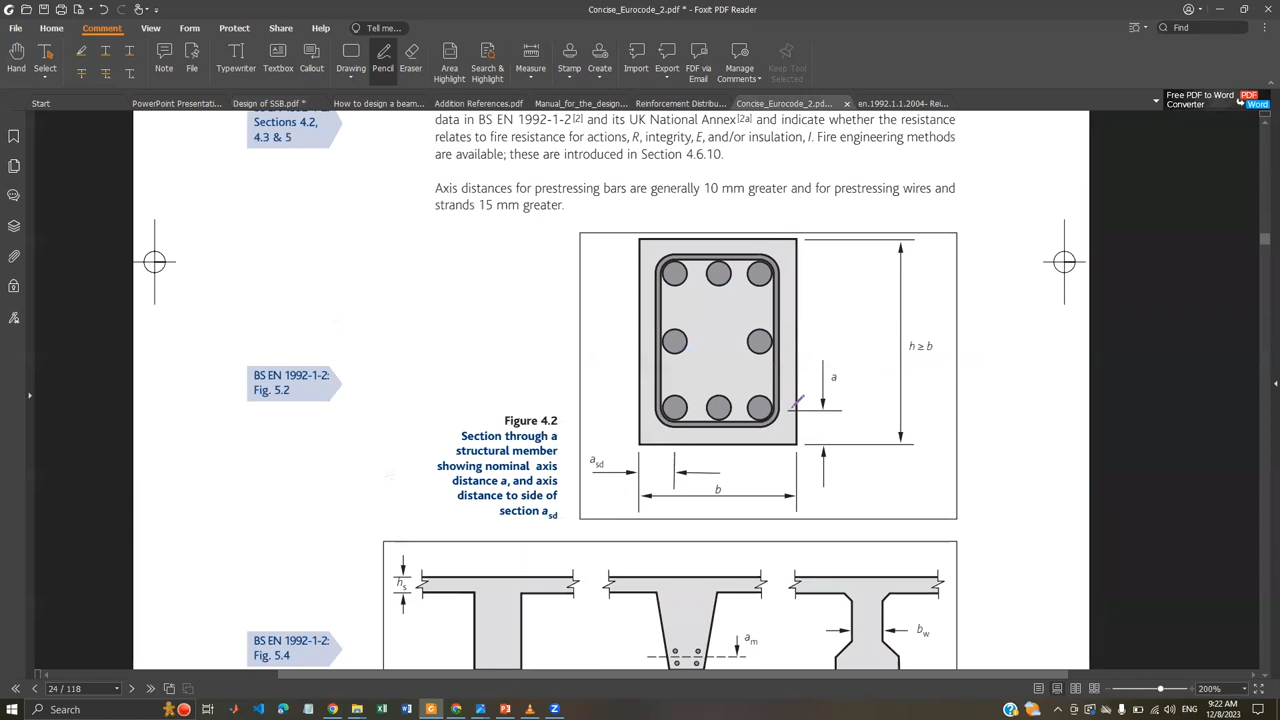 Concise_Eurocode_2.pdf * - Foxit PDF Reader
File Home Comment View Form Protect Share Help Tell me... Find
Hand Select Note File Typewriter Textbox Callout Drawing Pencil Eraser Area Highlight Search & Highlight Measure Stamp Create Import Export FDF via Email Manage Comments Keep Tool Selected
Start PowerPoint Presentati... Design of SSB.pdf * How to design a beam... Addition References.pdf Manual_for_the_design... Reinforcement Distribu... Concise_Eurocode_2.pd... en.1992.1.1.2004- Rei...
Free PDF to Word Converter
PDF
Word
Sections 4.2,
4.3 & 5
data in BS EN 1992-1-2[2] and its UK National Annex[2a] and indicate whether the resistance
relates to fire resistance for actions, R, integrity, E, and/or insulation, I. Fire engineering methods
are available; these are introduced in Section 4.6.10.
Axis distances for prestressing bars are generally 10 mm greater and for prestressing wires and
strands 15 mm greater.
h ≥ b
a
BS EN 1992-1-2:
Fig. 5.2
Figure 4.2
Section through a
structural member
showing nominal axis
distance a, and axis
distance to side of
section asd
asd
b
hs
am
bw
BS EN 1992-1-2:
Fig. 5.4
24 / 118
200%
Search
9:22 AM
12/8/2023